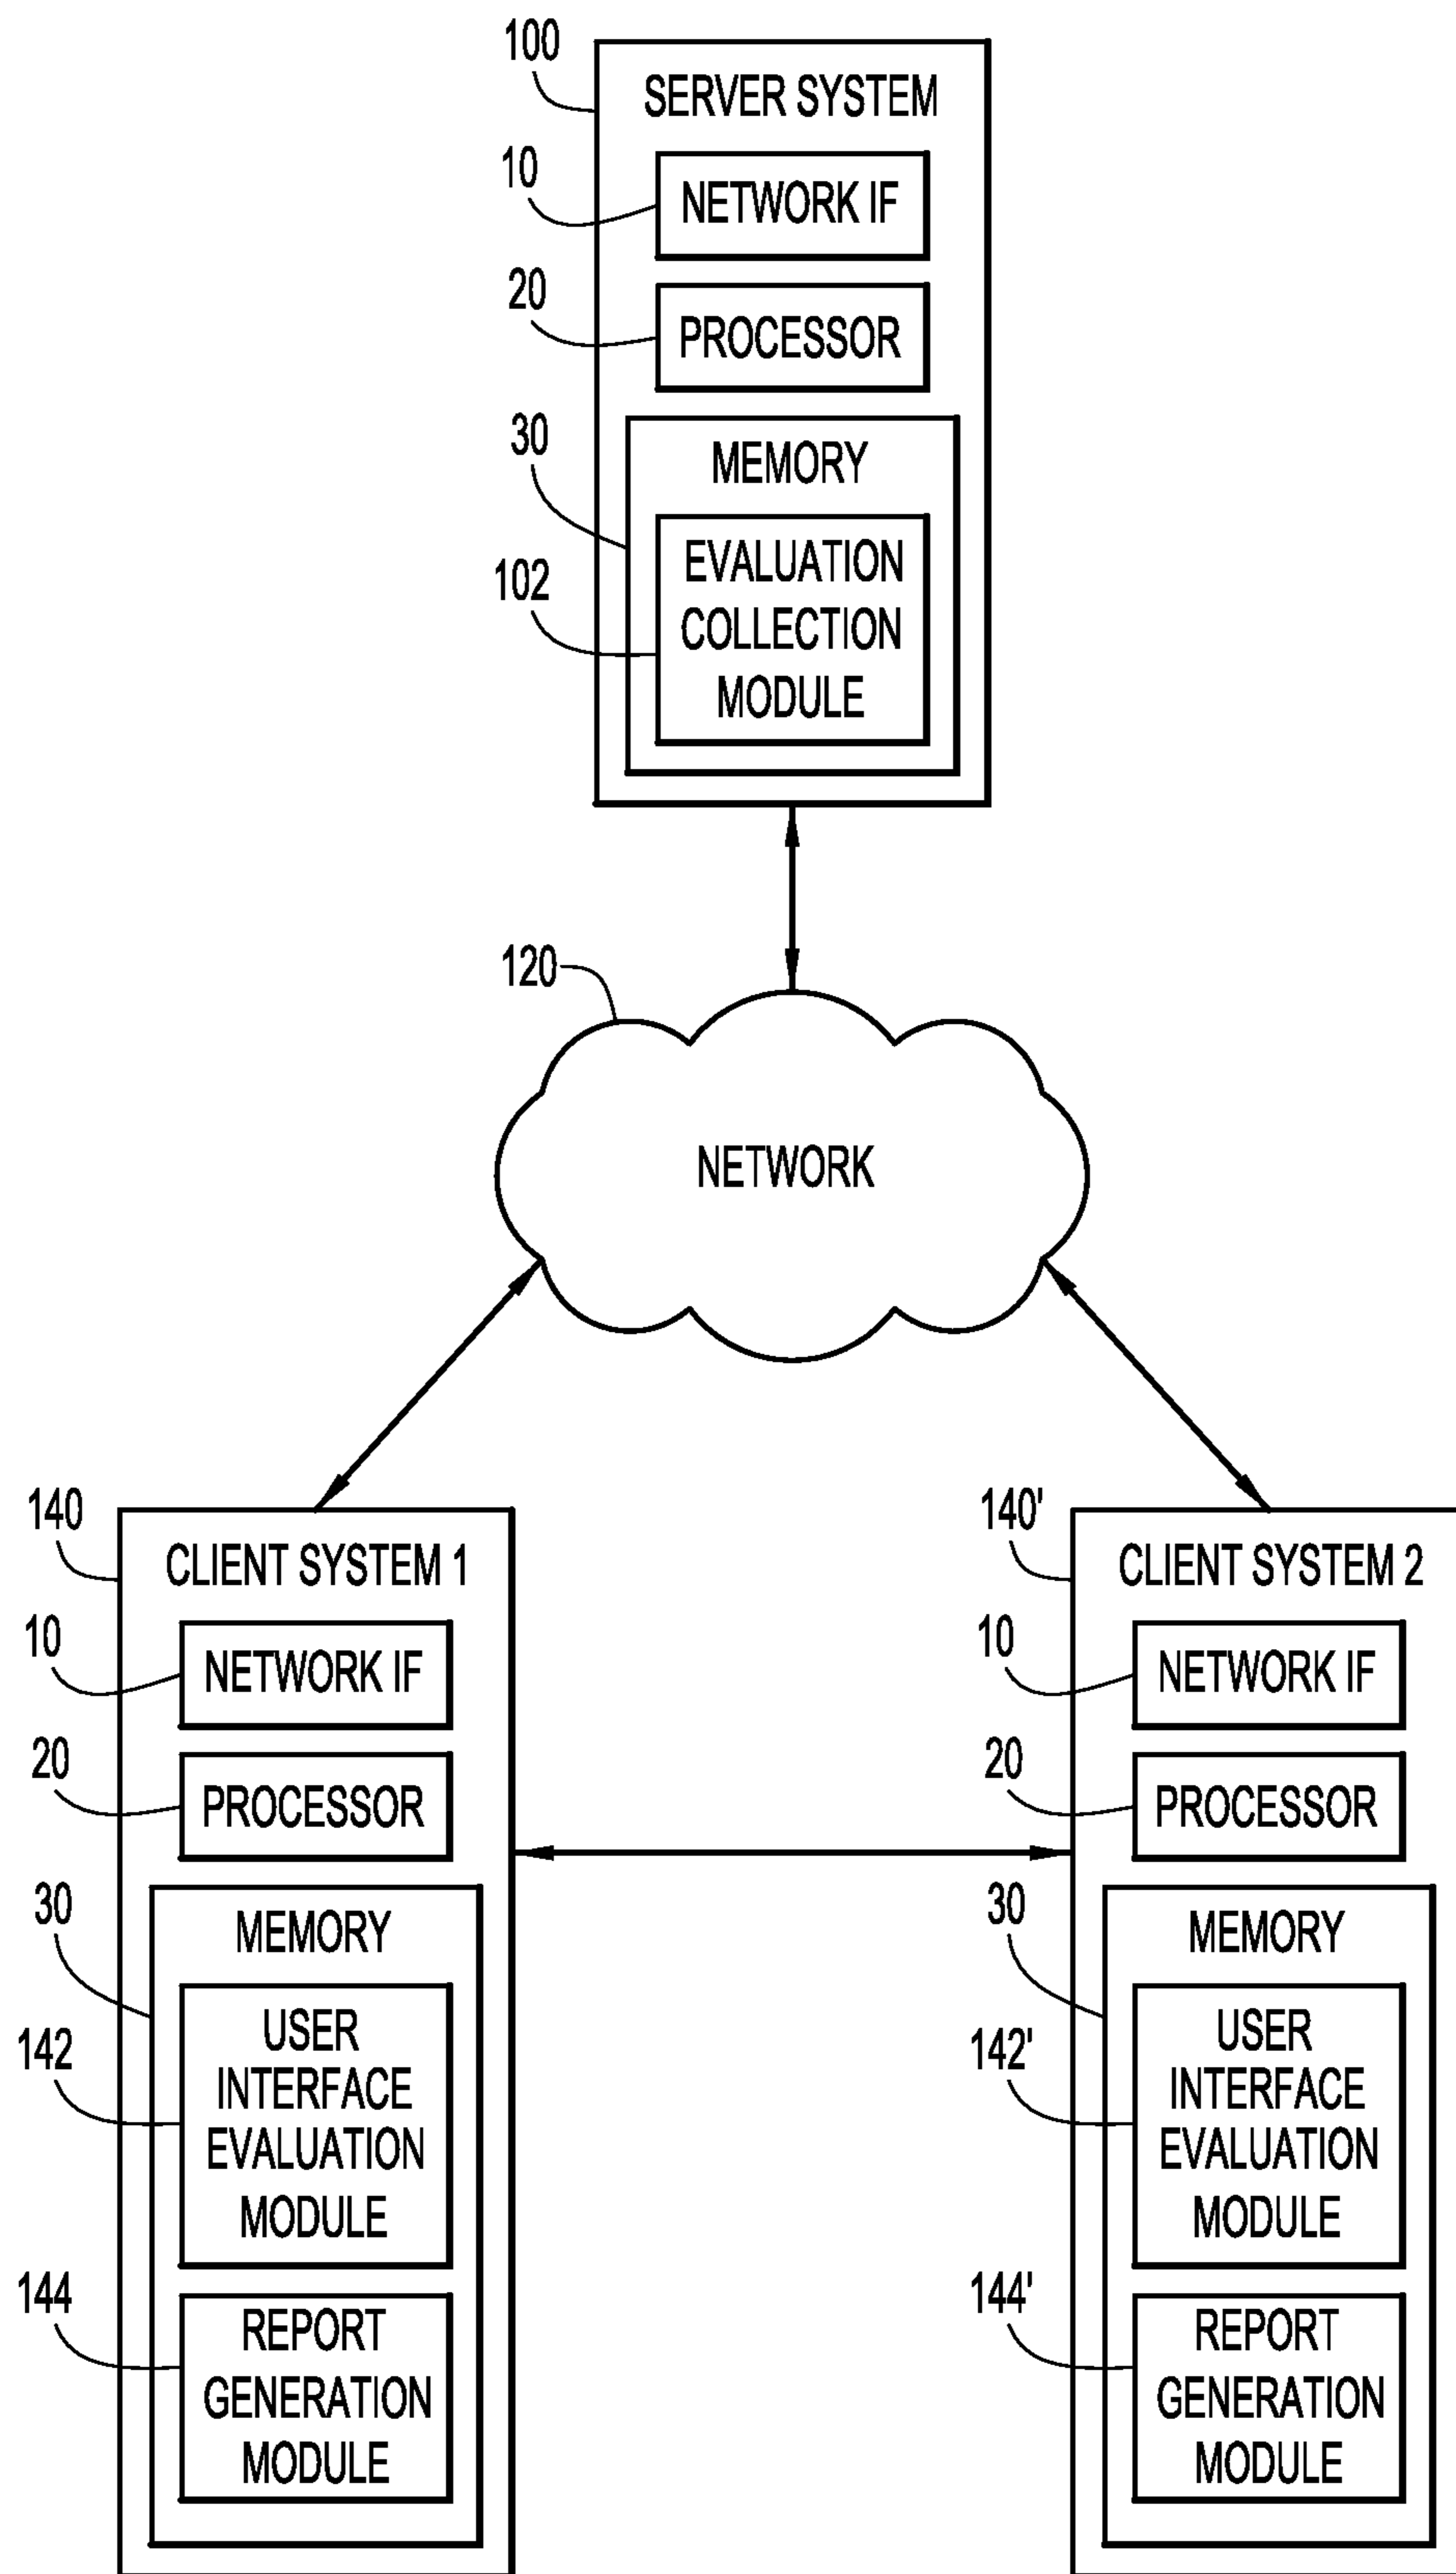 100
SERVER SYSTEM
10
NETWORK IF
20
PROCESSOR
30
MEMORY
102
EVALUATION
COLLECTION
MODULE
120
NETWORK
140
CLIENT SYSTEM 1
10
NETWORK IF
20
PROCESSOR
30
MEMORY
142
USER
INTERFACE
EVALUATION
MODULE
144
REPORT
GENERATION
MODULE
140'
CLIENT SYSTEM 2
10
NETWORK IF
20
PROCESSOR
30
MEMORY
142'
USER
INTERFACE
EVALUATION
MODULE
144'
REPORT
GENERATION
MODULE